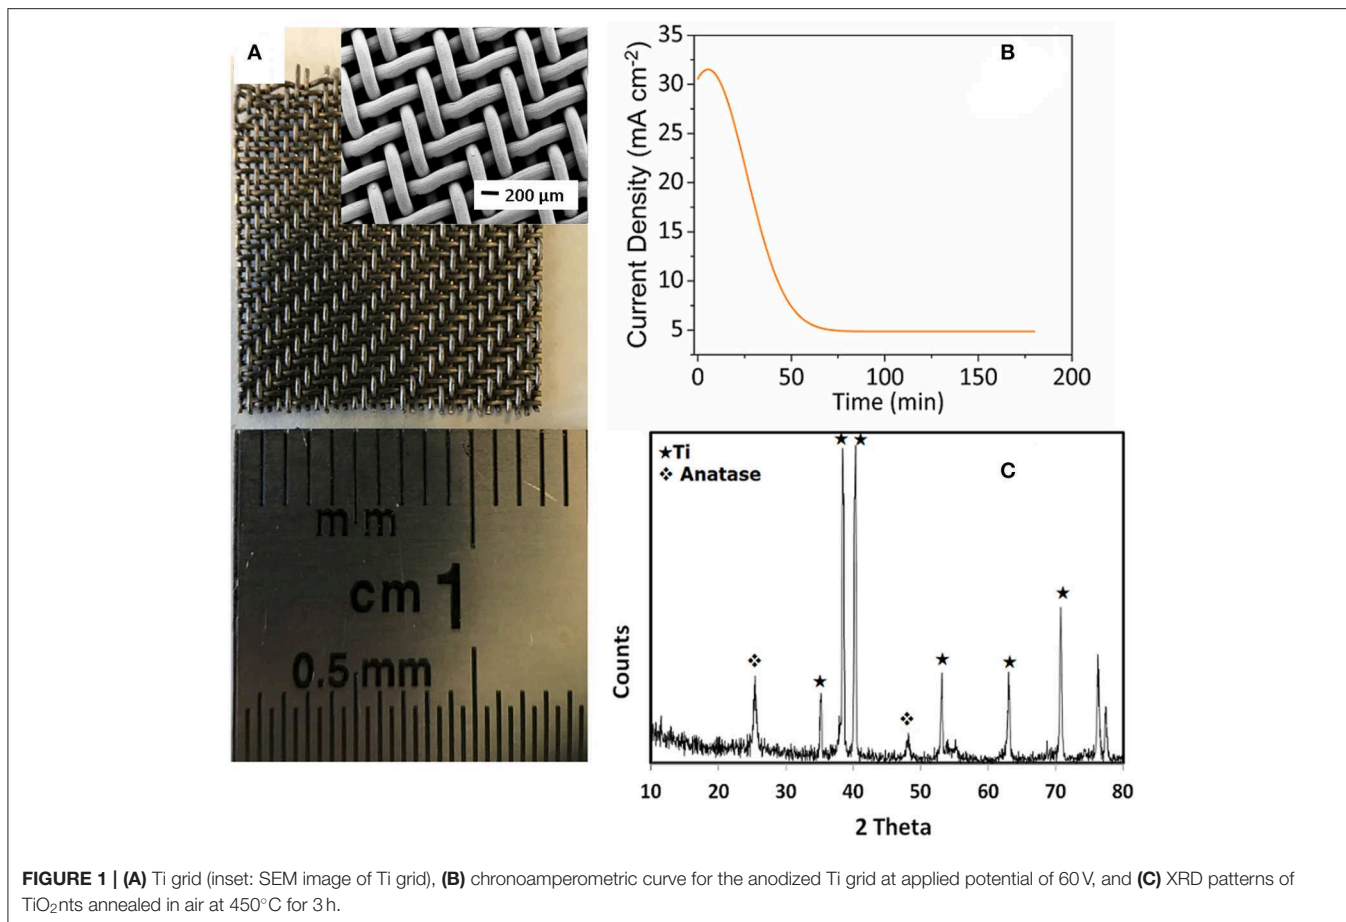 A
200 μm
mm
cm 1
0.5 mm
B
Current Density (mA cm-2)
35
30
25
20
15
10
5
0 50 100 150 200
Time (min)
★Ti
❖ Anatase
C
Counts
10 20 30 40 50 60 70 80
2 Theta
FIGURE 1 | (A) Ti grid (inset: SEM image of Ti grid), (B) chronoamperometric curve for the anodized Ti grid at applied potential of 60 V, and (C) XRD patterns of
TiO₂nts annealed in air at 450°C for 3 h.